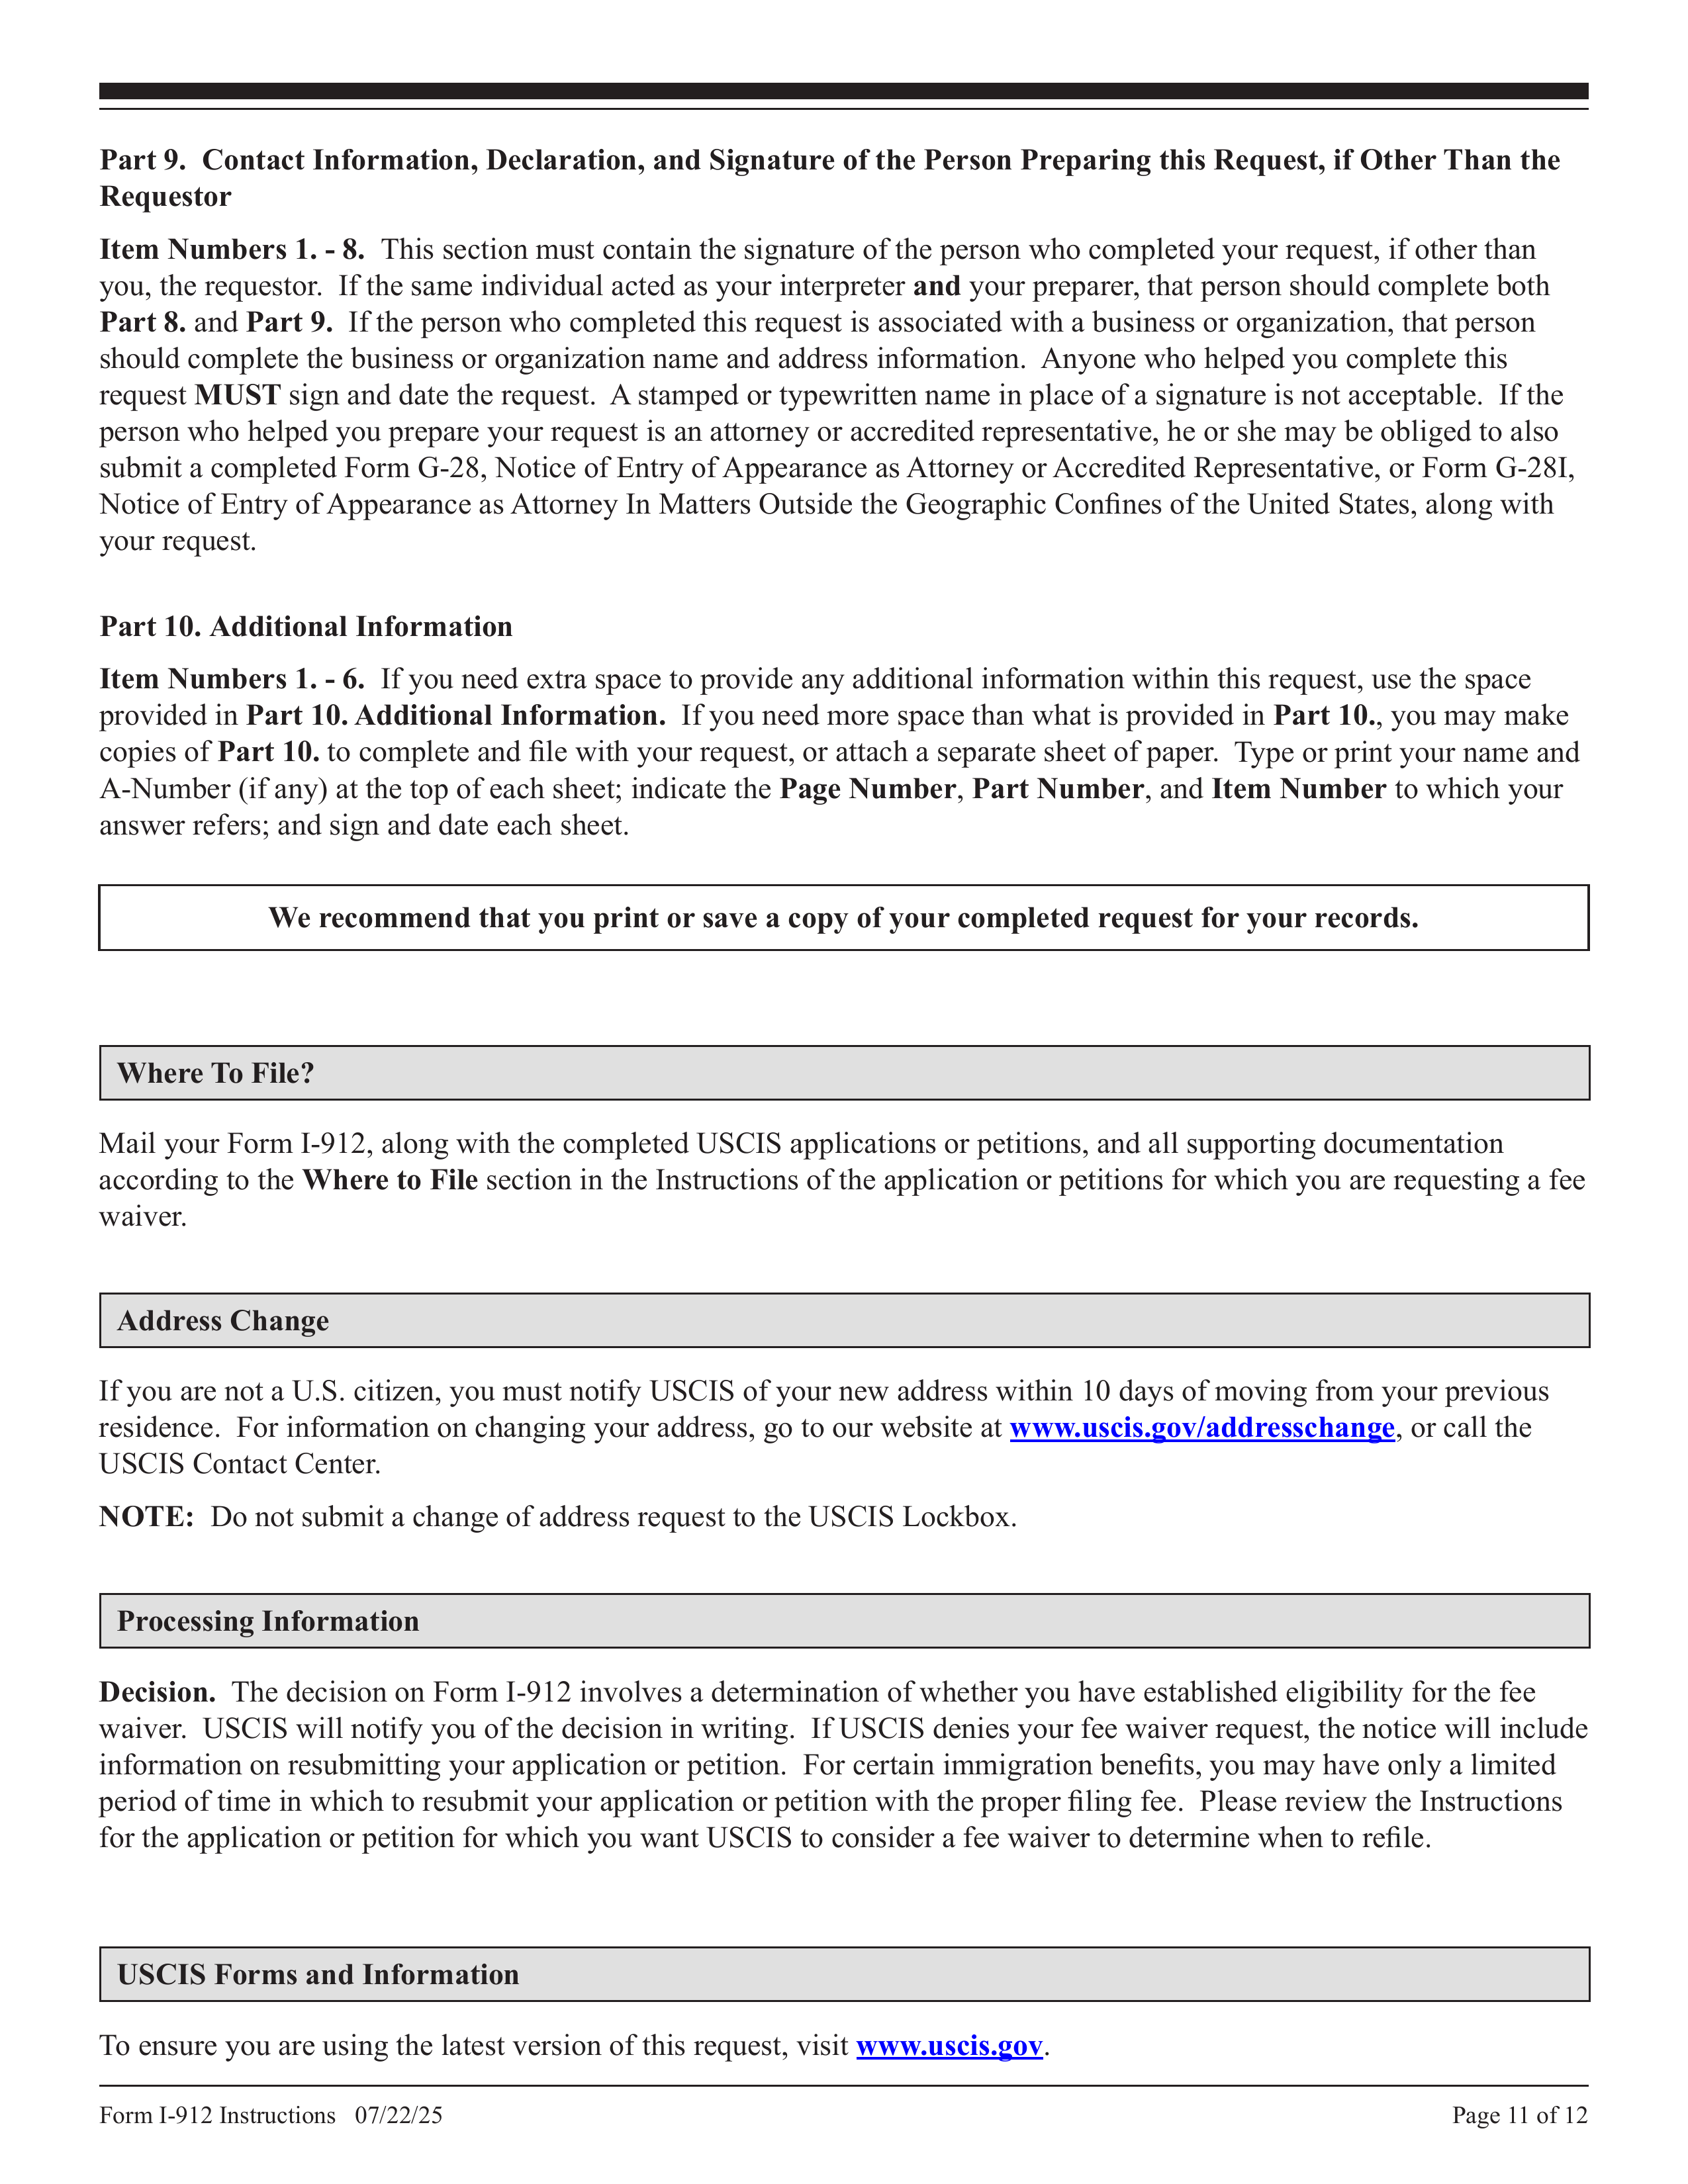 Part 9. Contact Information, Declaration, and Signature of the Person Preparing this Request, if Other Than the
Requestor
Item Numbers 1. - 8. This section must contain the signature of the person who completed your request, if other than
you, the requestor. If the same individual acted as your interpreter and your preparer, that person should complete both
Part 8. and Part 9. If the person who completed this request is associated with a business or organization, that person
should complete the business or organization name and address information. Anyone who helped you complete this
request MUST sign and date the request. A stamped or typewritten name in place of a signature is not acceptable. If the
person who helped you prepare your request is an attorney or accredited representative, he or she may be obliged to also
submit a completed Form G-28, Notice of Entry of Appearance as Attorney or Accredited Representative, or Form G-28I,
Notice of Entry of Appearance as Attorney In Matters Outside the Geographic Confines of the United States, along with
your request.
Part 10. Additional Information
Item Numbers 1. - 6. If you need extra space to provide any additional information within this request, use the space
provided in Part 10. Additional Information. If you need more space than what is provided in Part 10., you may make
copies of Part 10. to complete and file with your request, or attach a separate sheet of paper. Type or print your name and
A-Number (if any) at the top of each sheet; indicate the Page Number, Part Number, and Item Number to which your
answer refers; and sign and date each sheet.
We recommend that you print or save a copy of your completed request for your records.
Where To File?
Mail your Form I-912, along with the completed USCIS applications or petitions, and all supporting documentation
according to the Where to File section in the Instructions of the application or petitions for which you are requesting a fee
waiver.
Address Change
If you are not a U.S. citizen, you must notify USCIS of your new address within 10 days of moving from your previous
residence. For information on changing your address, go to our website at www.uscis.gov/addresschange, or call the
USCIS Contact Center.
NOTE: Do not submit a change of address request to the USCIS Lockbox.
Processing Information
Decision. The decision on Form I-912 involves a determination of whether you have established eligibility for the fee
waiver. USCIS will notify you of the decision in writing. If USCIS denies your fee waiver request, the notice will include
information on resubmitting your application or petition. For certain immigration benefits, you may have only a limited
period of time in which to resubmit your application or petition with the proper filing fee. Please review the Instructions
for the application or petition for which you want USCIS to consider a fee waiver to determine when to refile.
USCIS Forms and Information
To ensure you are using the latest version of this request, visit www.uscis.gov.
Form I-912 Instructions 07/22/25
Page 11 of 12